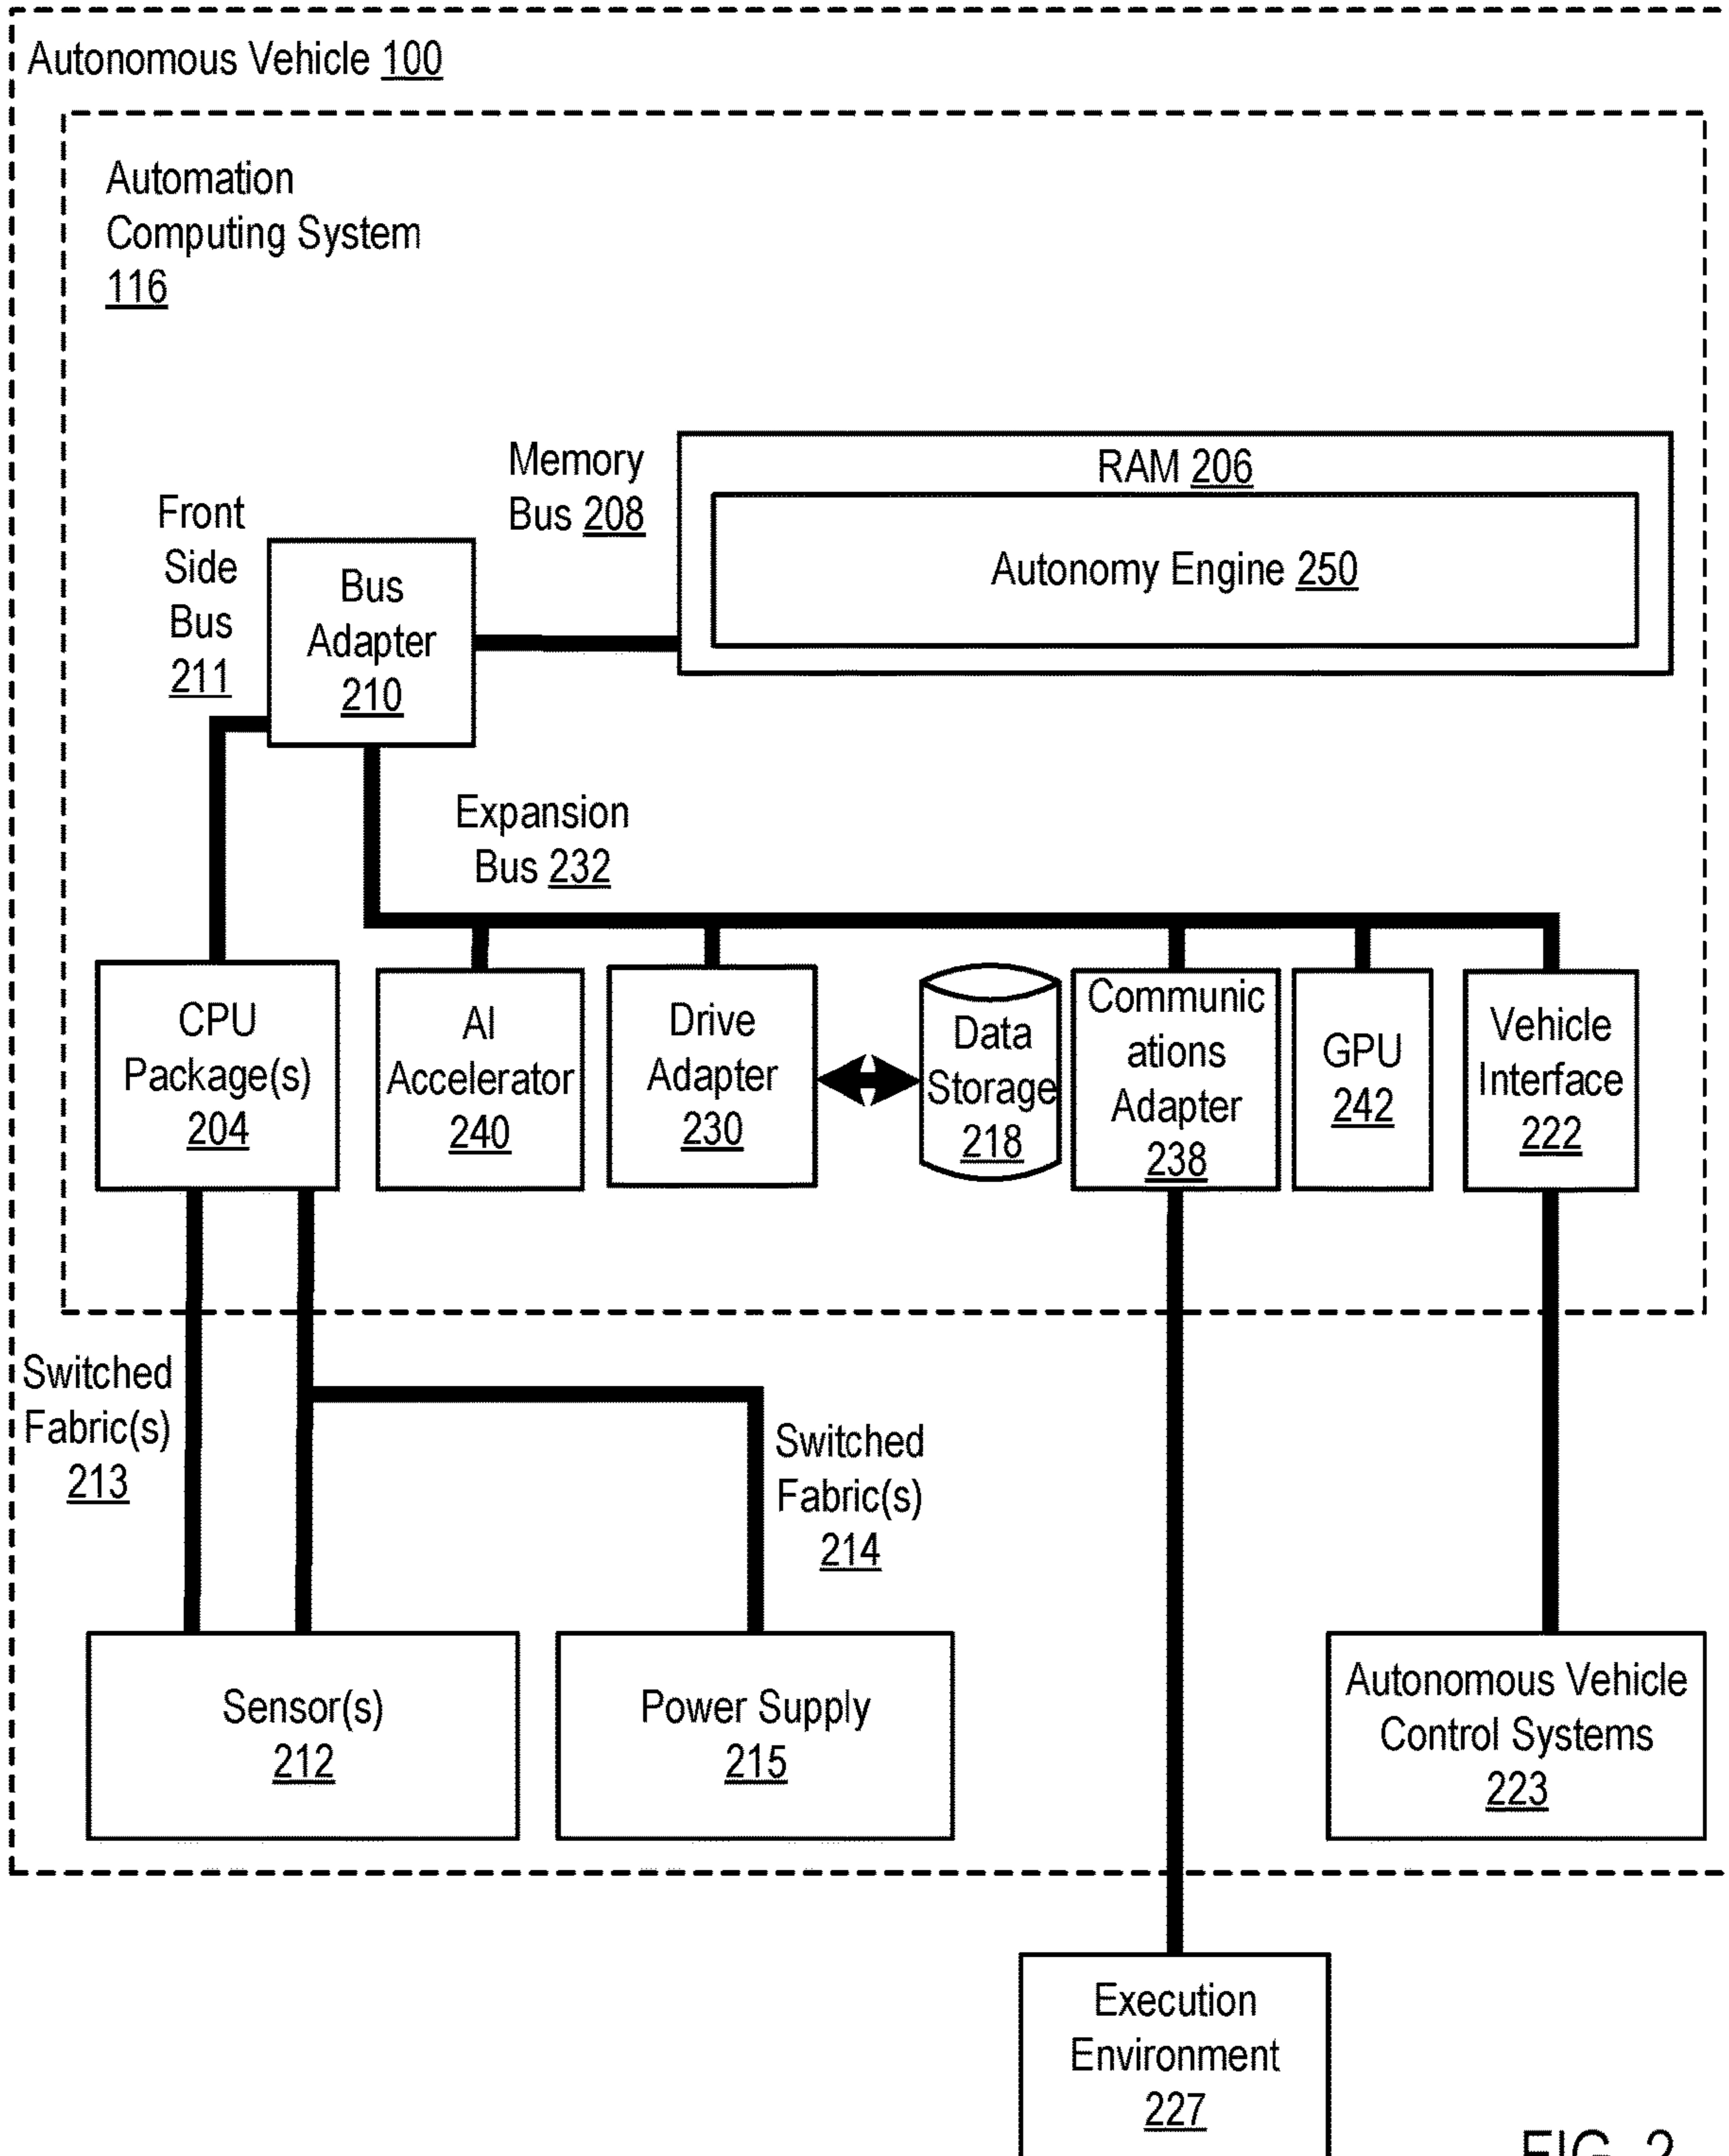 Autonomous Vehicle 100
Automation
Computing System
116
Memory
Bus 208
RAM 206
Autonomy Engine 250
Front
Side
Bus
211
Bus
Adapter
210
Expansion
Bus 232
CPU
Package(s)
204
AI
Accelerator
240
Drive
Adapter
230
Data
Storage
218
Communic
ations
Adapter
238
GPU
242
Vehicle
Interface
222
Switched
Fabric(s)
213
Switched
Fabric(s)
214
Sensor(s)
212
Power Supply
215
Autonomous Vehicle
Control Systems
223
Execution
Environment
227
FIG. 2